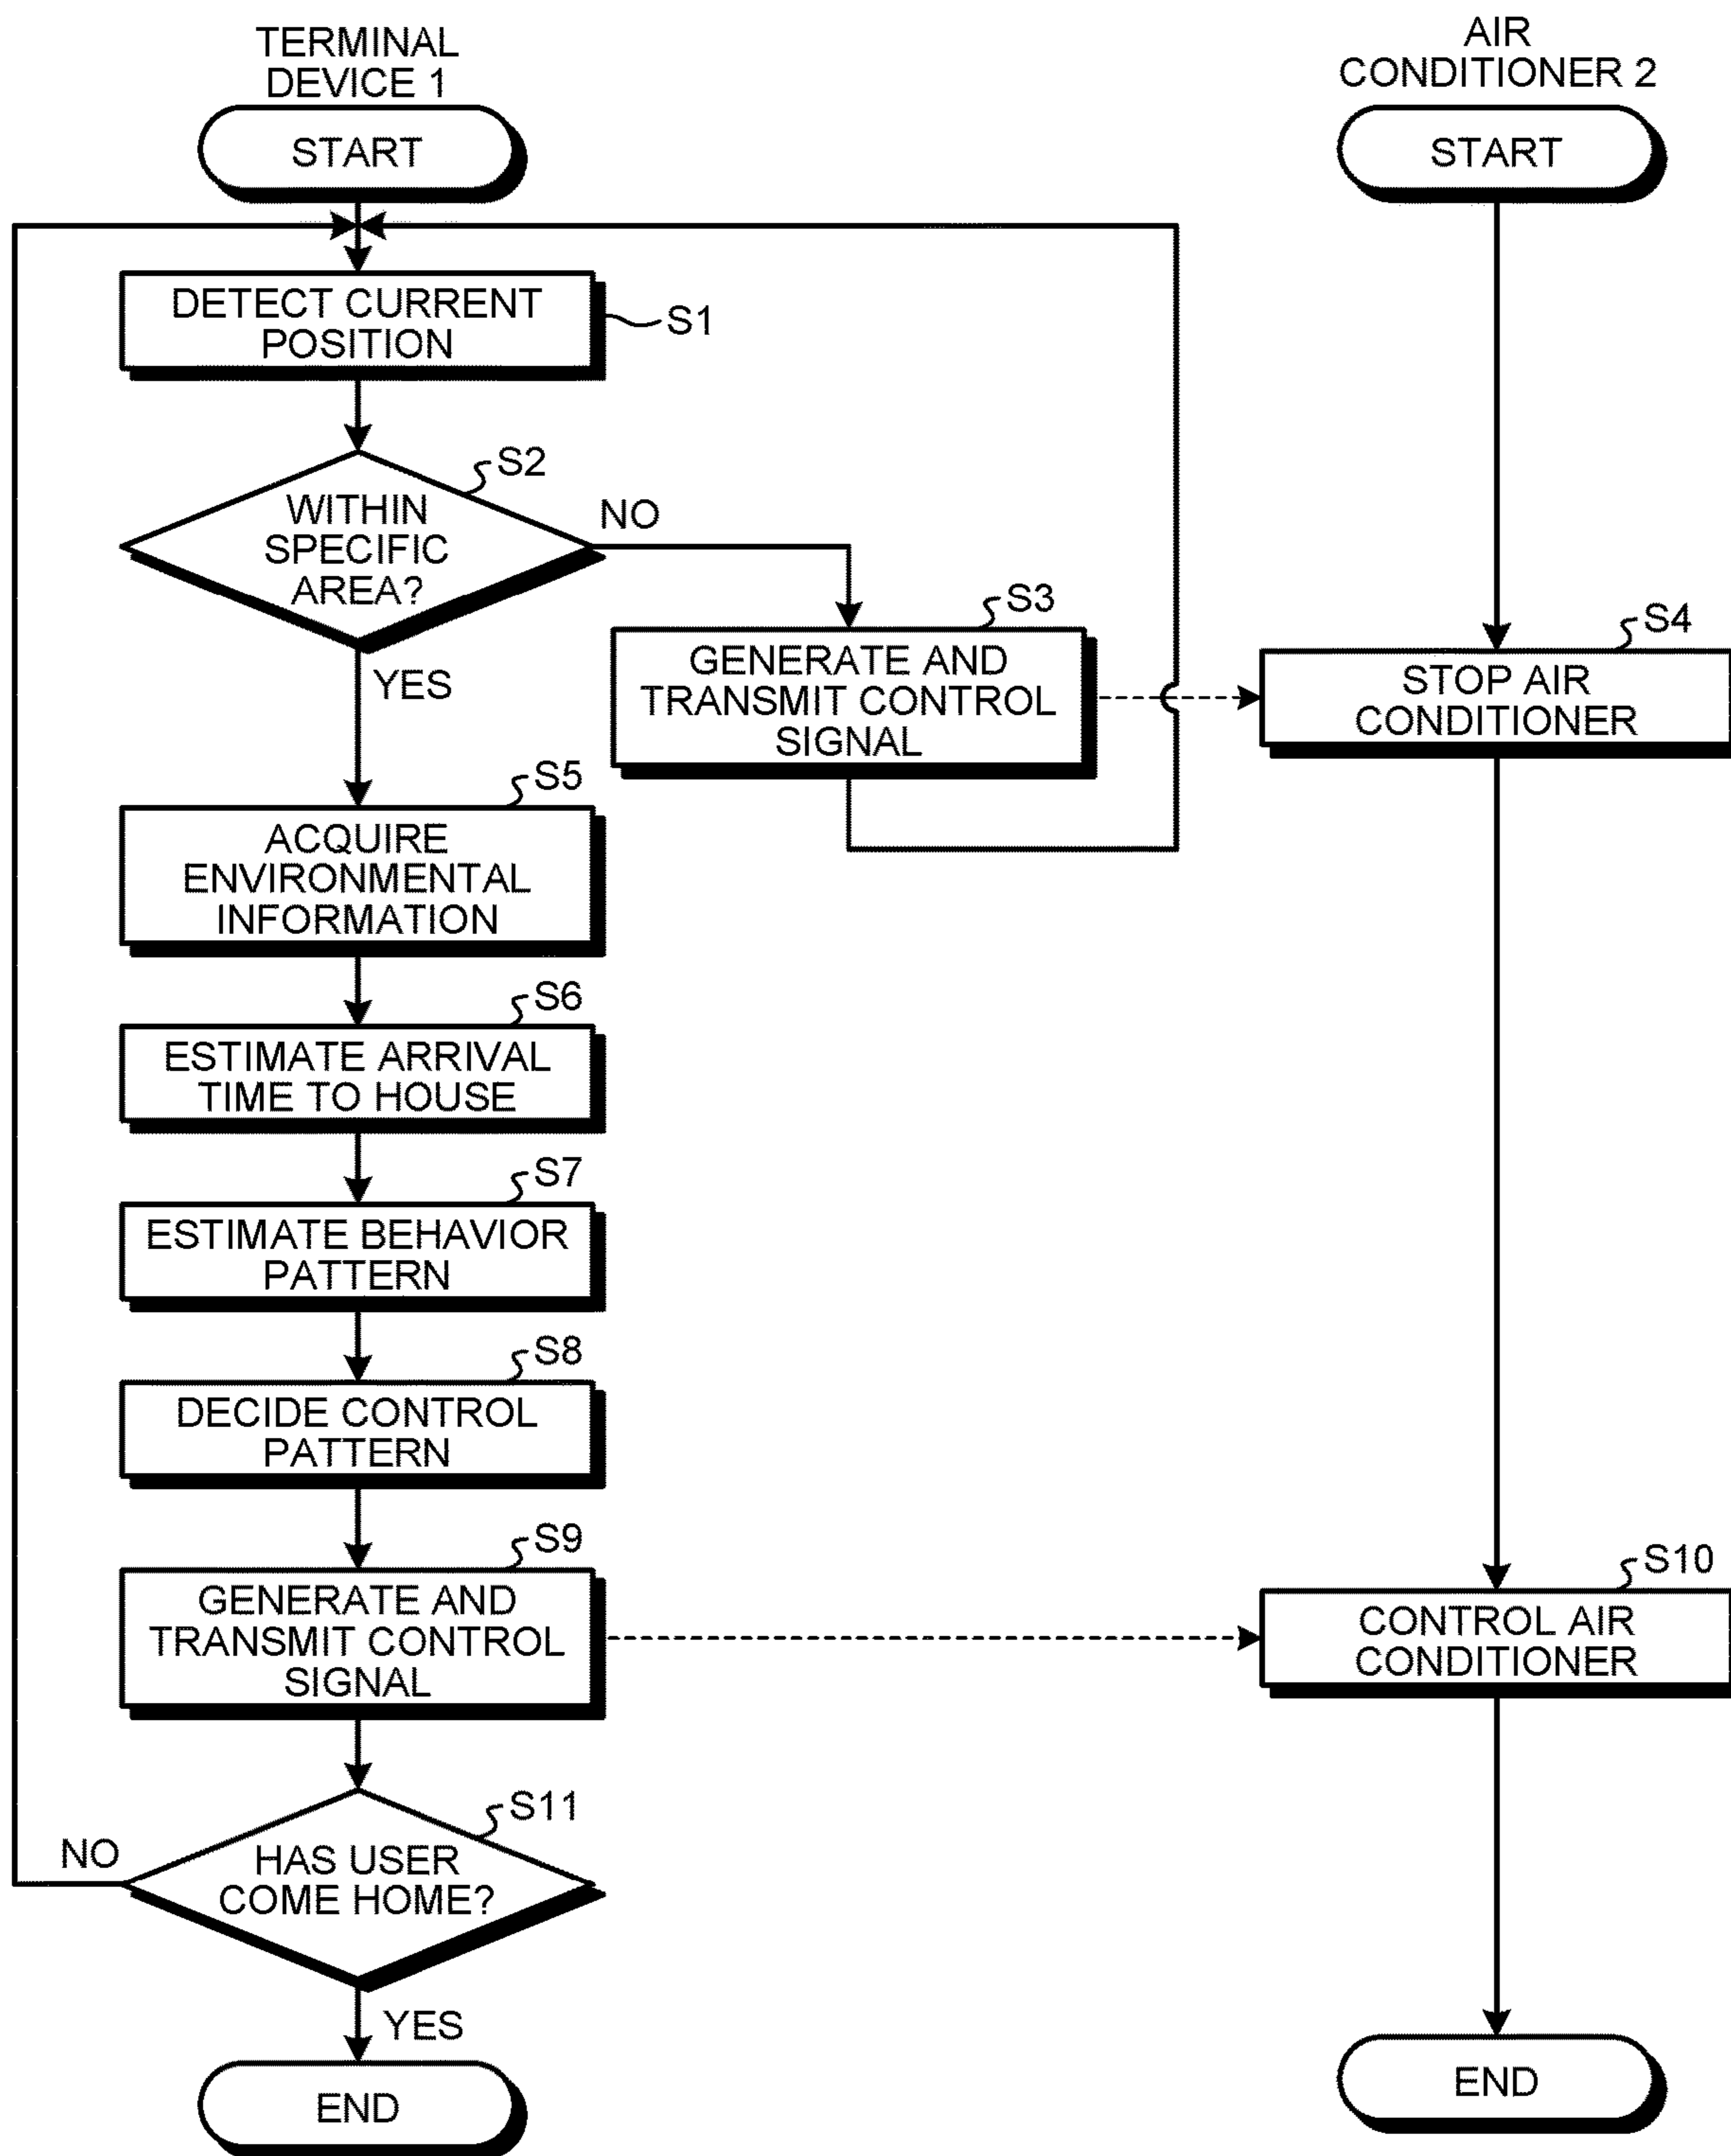 TERMINAL
DEVICE 1
START
DETECT CURRENT
POSITION
S1
S2
WITHIN
SPECIFIC
AREA?
NO
YES
S3
GENERATE AND
TRANSMIT CONTROL
SIGNAL
S5
ACQUIRE
ENVIRONMENTAL
INFORMATION
S6
ESTIMATE ARRIVAL
TIME TO HOUSE
S7
ESTIMATE BEHAVIOR
PATTERN
S8
DECIDE CONTROL
PATTERN
S9
GENERATE AND
TRANSMIT CONTROL
SIGNAL
S11
HAS USER
COME HOME?
NO
YES
END
AIR
CONDITIONER 2
START
S4
STOP AIR
CONDITIONER
S10
CONTROL AIR
CONDITIONER
END